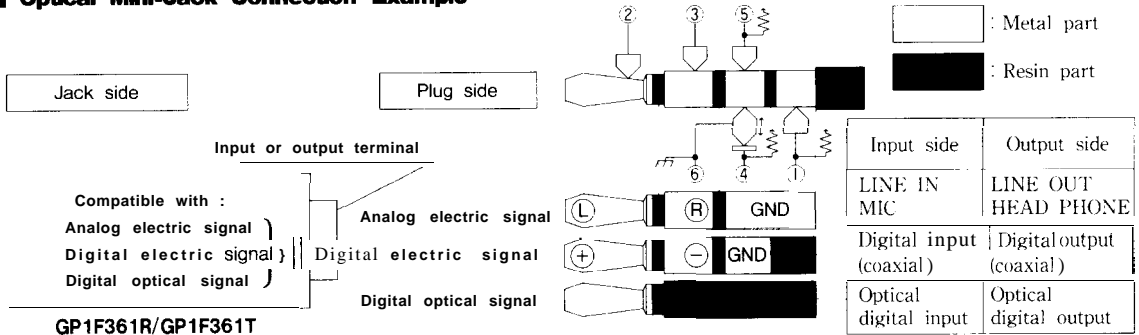 Optical Mini-Jack Connection Example
② ③ ⑤
: Metal part
: Resin part
Jack side
Plug side
⑥ ④ ①
Input or output terminal
Compatible with :
Analog electric signal
Digital electric signal }
Digital optical signal
GP1F361R/GP1F361T
Analog electric signal
L R GND
Digital electric signal
+ − GND
Digital optical signal
Input side Output side
LINE IN LINE OUT
MIC HEAD PHONE
Digital input Digital output
(coaxial) (coaxial)
Optical Optical
digital input digital output